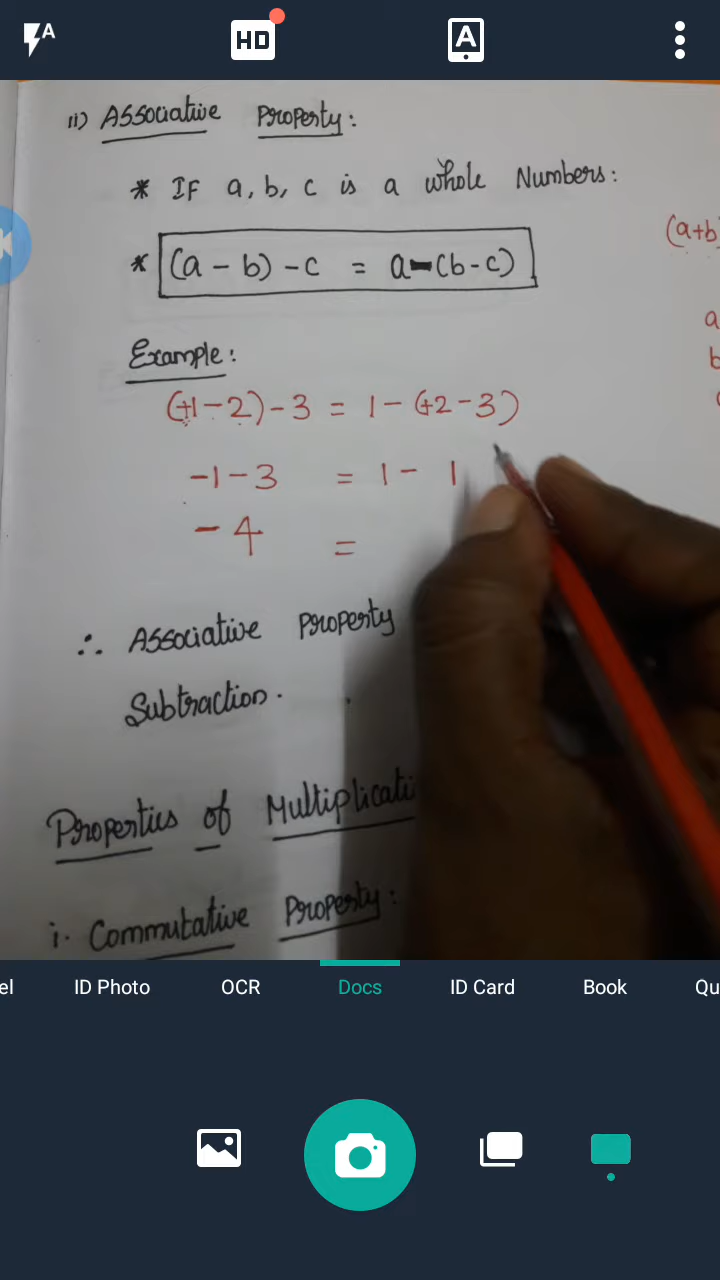 A
HD
A
ii) Associative Property:
* IF a, b, c is a whole Numbers:
(a+b)
* (a - b) - c = a - (b - c)
a
b
Example:
(+1 - 2) - 3 = 1 - (+2 - 3)
-1 - 3 = 1 - 1
- 4 =
∴ Associative Property
Subtraction.
Properties of Multiplicati
i. Commutative Property:
el ID Photo OCR Docs ID Card Book Qu